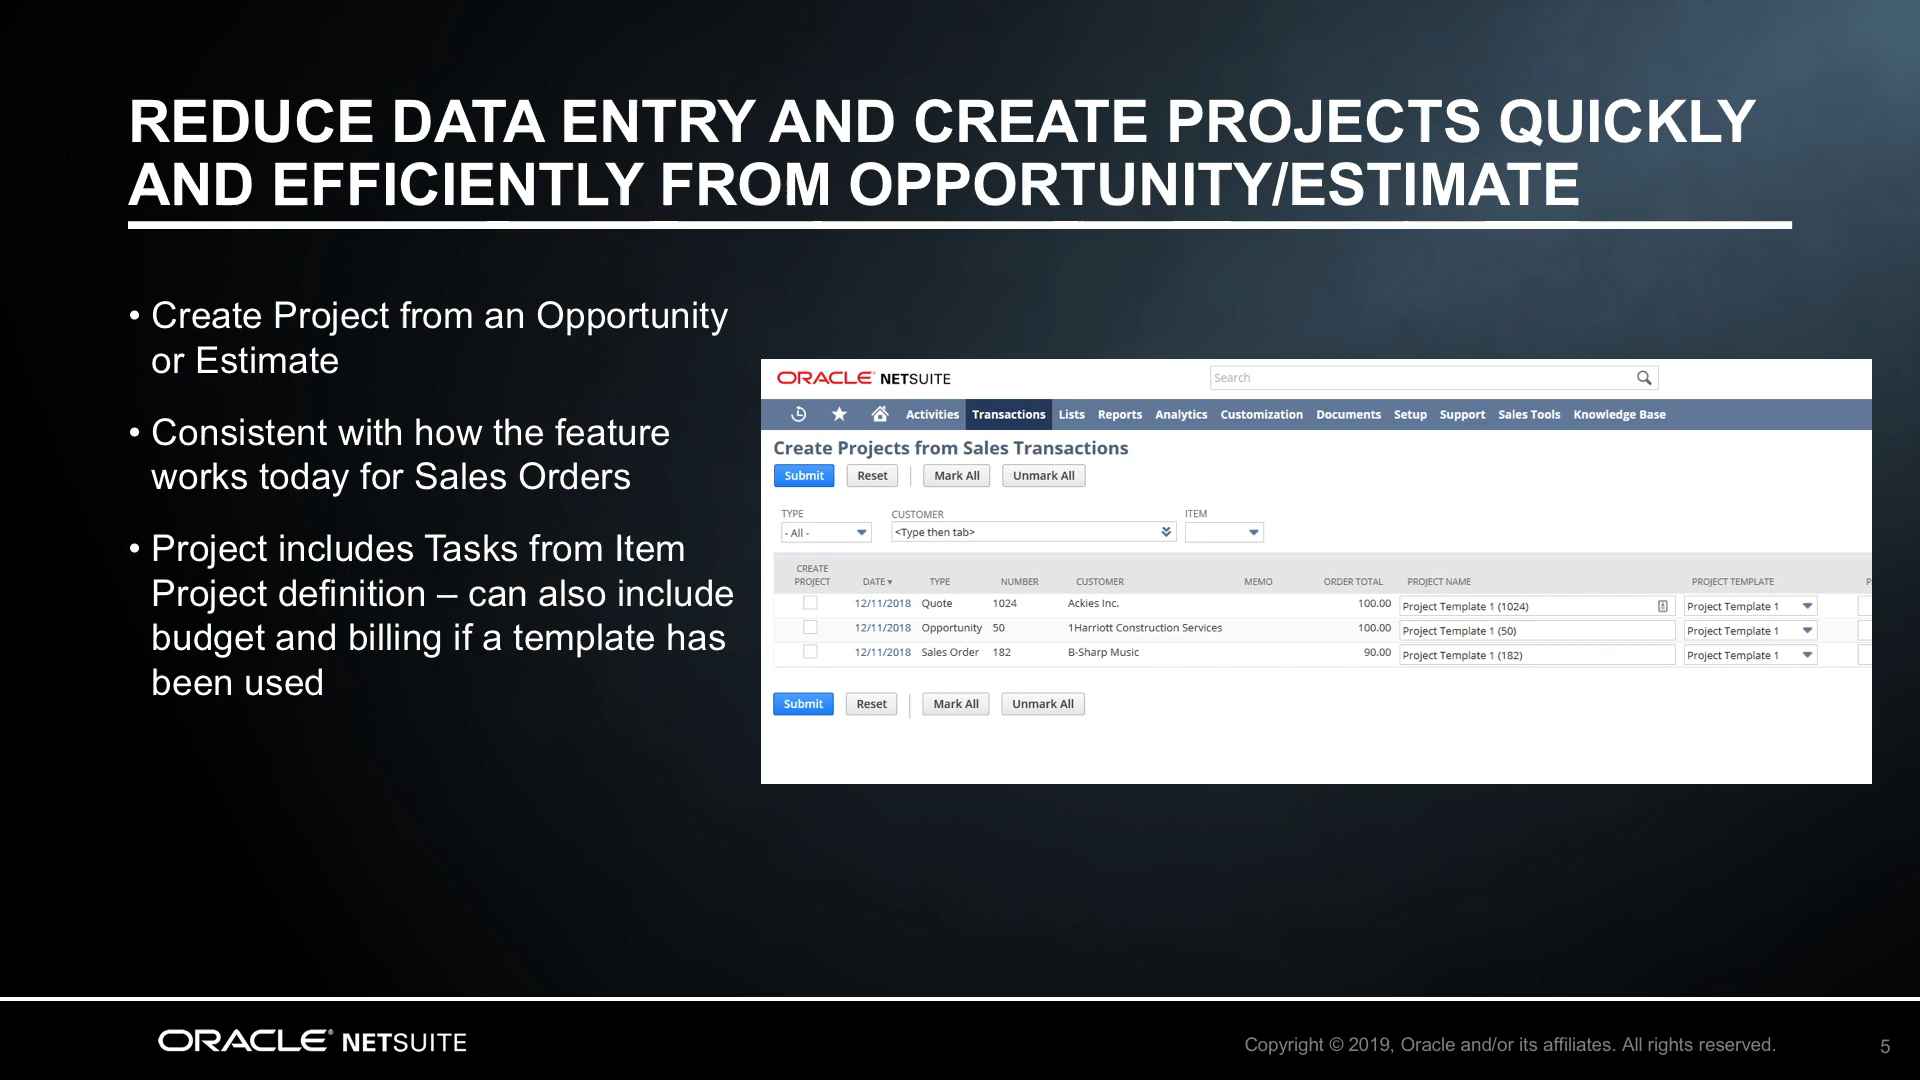 REDUCE DATA ENTRY AND CREATE PROJECTS QUICKLY
AND EFFICIENTLY FROM OPPORTUNITY/ESTIMATE
• Create Project from an Opportunity
or Estimate
• Consistent with how the feature
works today for Sales Orders
• Project includes Tasks from Item
Project definition – can also include
budget and billing if a template has
been used
ORACLE® NETSUITE
Search
Activities Transactions Lists Reports Analytics Customization Documents Setup Support Sales Tools Knowledge Base
Create Projects from Sales Transactions
Submit Reset Mark All Unmark All
TYPE CUSTOMER ITEM
- All - <Type then tab>
CREATE PROJECT DATE ▾ TYPE NUMBER CUSTOMER MEMO ORDER TOTAL PROJECT NAME PROJECT TEMPLATE P
12/11/2018 Quote 1024 Ackies Inc. 100.00 Project Template 1 (1024) Project Template 1
12/11/2018 Opportunity 50 1Harriott Construction Services 100.00 Project Template 1 (50) Project Template 1
12/11/2018 Sales Order 182 B-Sharp Music 90.00 Project Template 1 (182) Project Template 1
Submit Reset Mark All Unmark All
ORACLE® NETSUITE
Copyright © 2019, Oracle and/or its affiliates. All rights reserved. 5